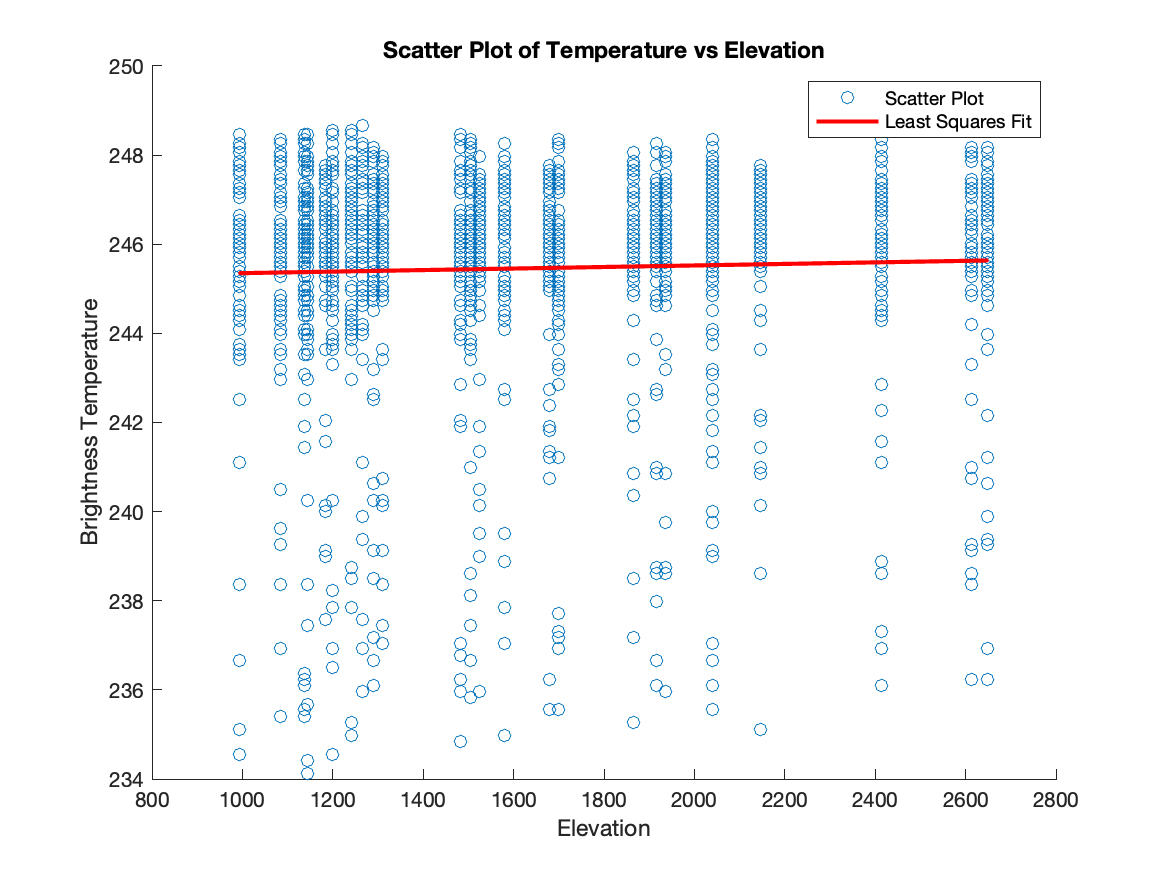 Scatter Plot of Temperature vs Elevation
250
248
246
244
242
240
238
236
234
Brightness Temperature
Scatter Plot
Least Squares Fit
800 1000 1200 1400 1600 1800 2000 2200 2400 2600 2800
Elevation